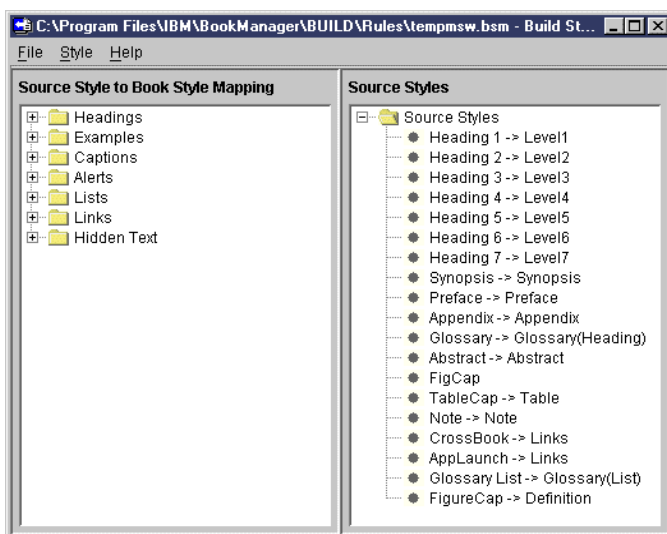 C:\Program Files\IBM\BookManager\BUILD\Rules\tempmsw.bsm - Build St...
File Style Help
Source Style to Book Style Mapping
Headings
Examples
Captions
Alerts
Lists
Links
Hidden Text
Source Styles
Source Styles
Heading 1 -> Level1
Heading 2 -> Level2
Heading 3 -> Level3
Heading 4 -> Level4
Heading 5 -> Level5
Heading 6 -> Level6
Heading 7 -> Level7
Synopsis -> Synopsis
Preface -> Preface
Appendix -> Appendix
Glossary -> Glossary(Heading)
Abstract -> Abstract
FigCap
TableCap -> Table
Note -> Note
CrossBook -> Links
AppLaunch -> Links
Glossary List -> Glossary(List)
FigureCap -> Definition